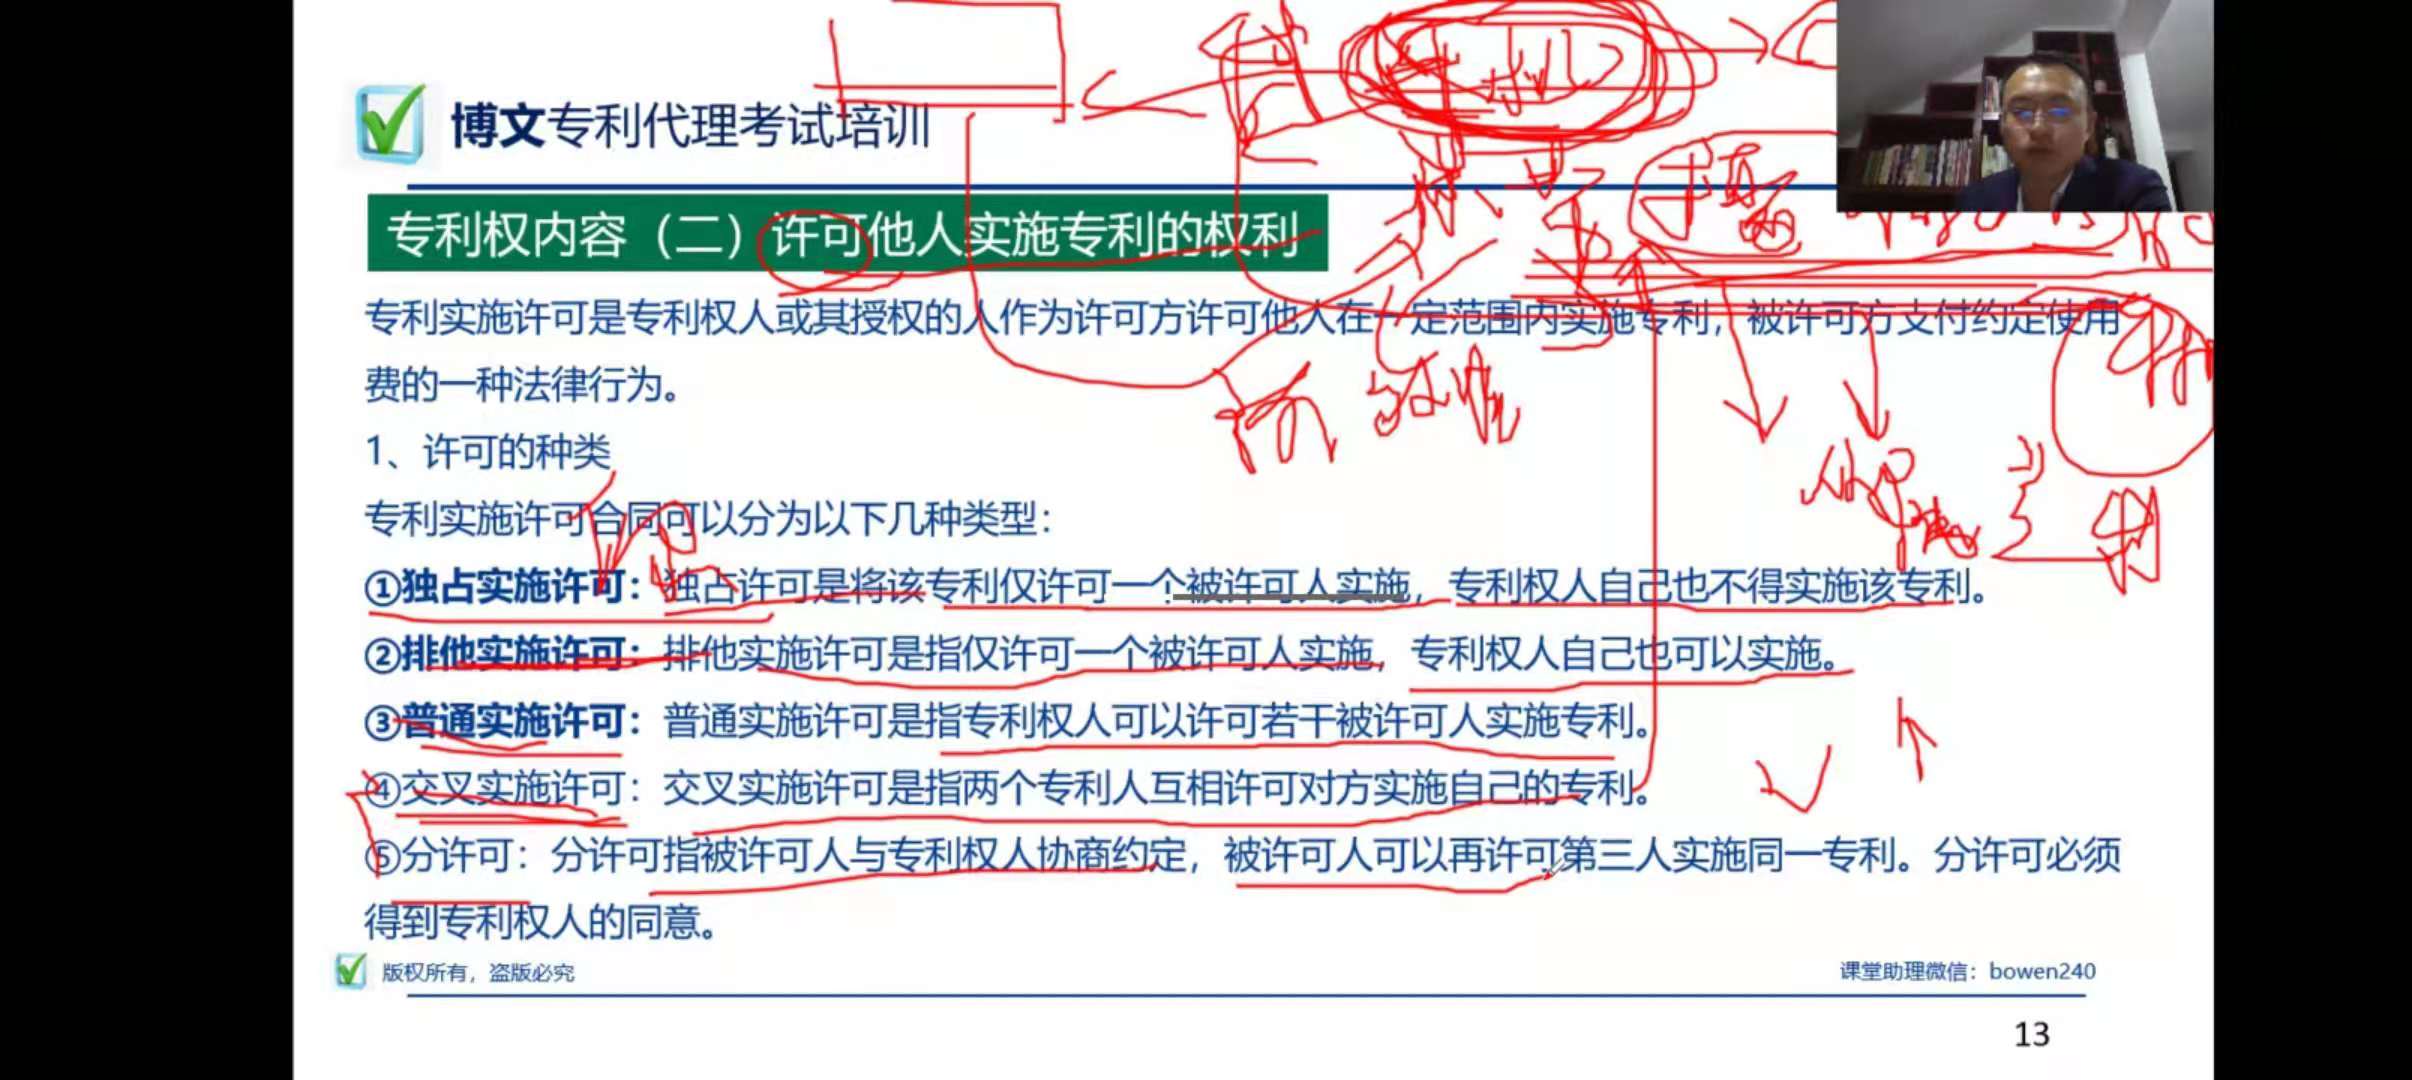 博文专利代理考试培训
专利权内容（二）许可他人实施专利的权利
专利实施许可是专利权人或其授权的人作为许可方许可他人在一定范围内实施专利，被许可方支付约定使用
费的一种法律行为。
1、许可的种类
专利实施许可合同可以分为以下几种类型：
①独占实施许可：独占许可是将该专利仅许可一个被许可人实施，专利权人自己也不得实施该专利。
②排他实施许可：排他实施许可是指仅许可一个被许可人实施，专利权人自己也可以实施。
③普通实施许可：普通实施许可是指专利权人可以许可若干被许可人实施专利。
④交叉实施许可：交叉实施许可是指两个专利人互相许可对方实施自己的专利。
⑤分许可：分许可指被许可人与专利权人协商约定，被许可人可以再许可第三人实施同一专利。分许可必须
得到专利权人的同意。
版权所有，盗版必究
课堂助理微信：bowen240
13